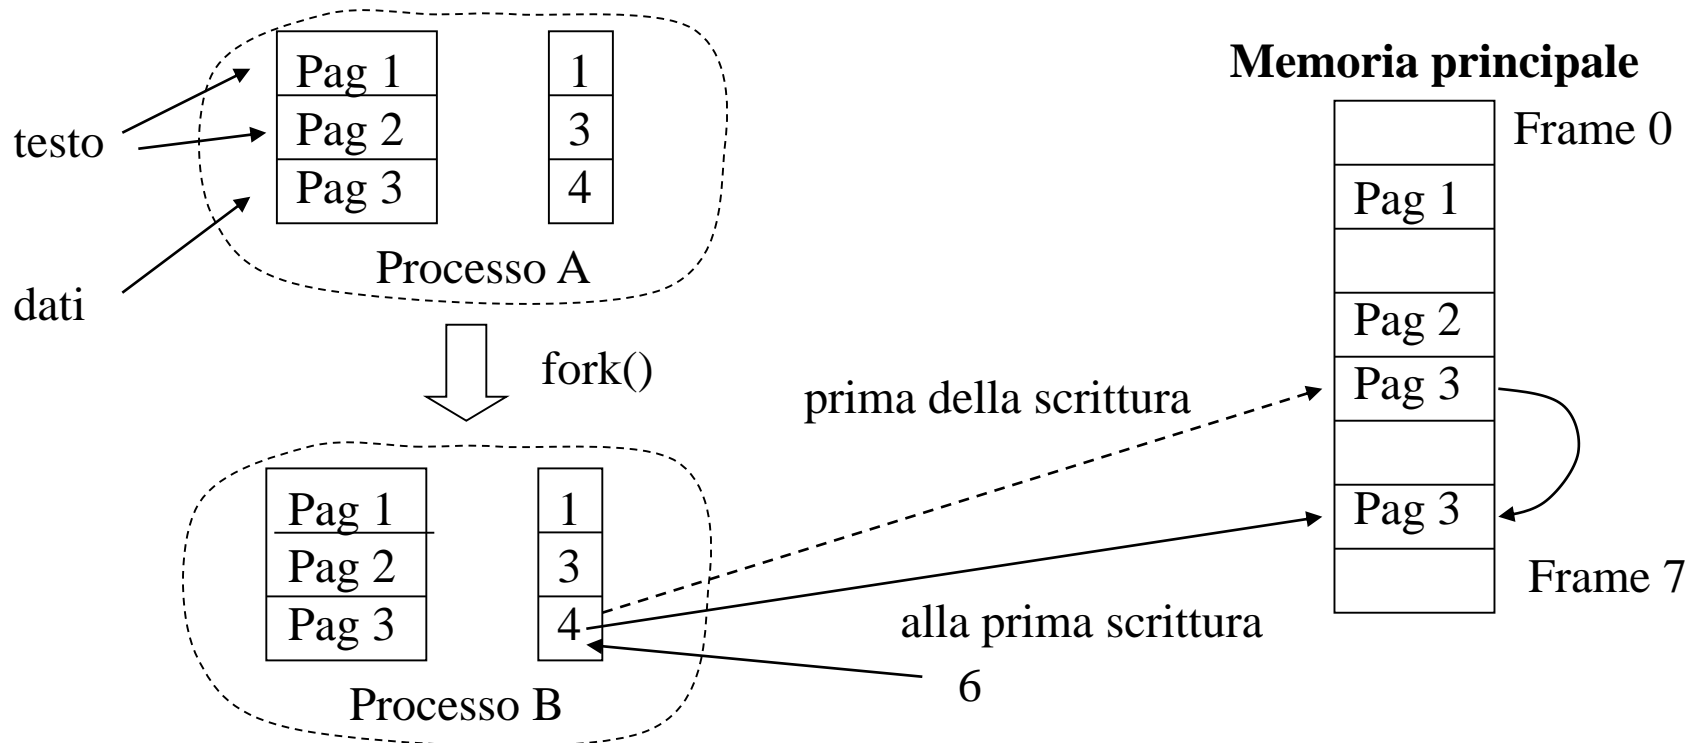 Pag 1
1
Memoria principale
testo
Pag 2
3
Frame 0
Pag 3
4
Pag 1
Processo A
dati
Pag 2
fork()
prima della scrittura
Pag 3
Pag 1
1
Pag 3
Pag 2
3
Frame 7
Pag 3
4
alla prima scrittura
6
Processo B